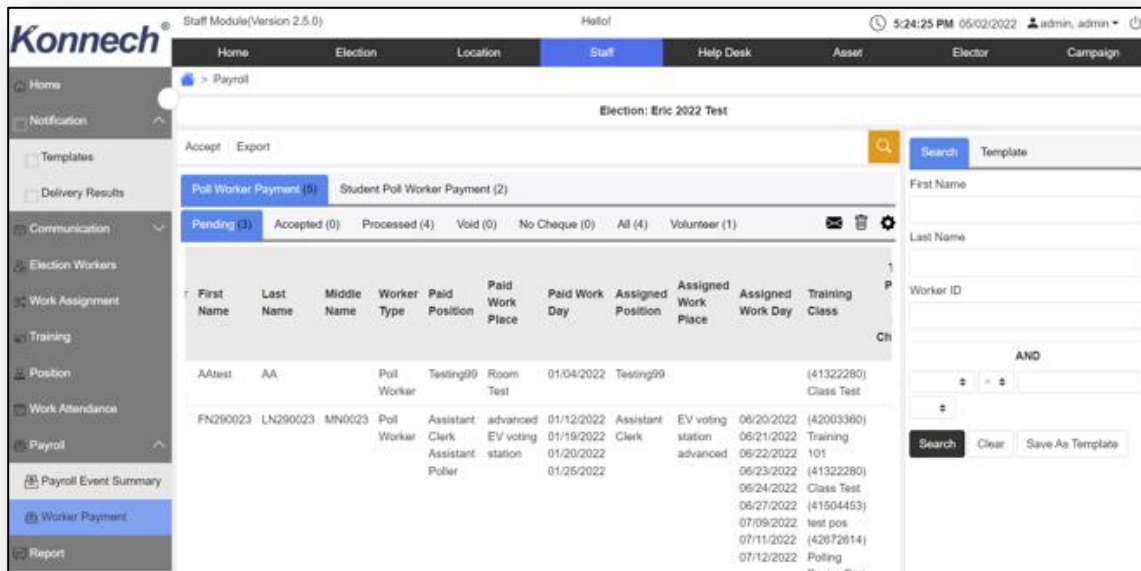 Konnech®
Staff Module(Version 2.5.0)
Hello!
5:24:25 PM 05/02/2022 admin, admin
Home Election Location Staff Help Desk Asset Elector Campaign
> Payroll
Election: Eric 2022 Test
Home
Notification
Templates
Delivery Results
Communication
Election Workers
Work Assignment
Training
Position
Work Attendance
Payroll
Payroll Event Summary
Worker Payment
Report
Accept Export
Poll Worker Payment (5) Student Poll Worker Payment (2)
Pending (3) Accepted (0) Processed (4) Void (0) No Cheque (0) All (4) Volunteer (1)
First Name
Last Name
Middle Name
Worker Type
Paid Position
Paid Work Place
Paid Work Day
Assigned Position
Assigned Work Place
Assigned Work Day
Training Class
P
Ch
AAtest AA Poll Testing99 Room 01/04/2022 Testing99 (41322280)
Worker Test Class Test
FN290023 LN290023 MN0023 Poll Assistant advanced 01/12/2022 Assistant EV voting 06/20/2022 (42003360)
Worker Clerk EV voting 01/19/2022 Clerk station 06/21/2022 Training
Assistant station 01/20/2022 advanced 06/22/2022 101
Poller 01/25/2022 06/23/2022 (41322280)
06/24/2022 Class Test
06/27/2022 (41504453)
07/09/2022 test pos
07/11/2022 (42672614)
07/12/2022 Polling
Search Template
First Name
Last Name
Worker ID
AND
=
Search Clear Save As Template